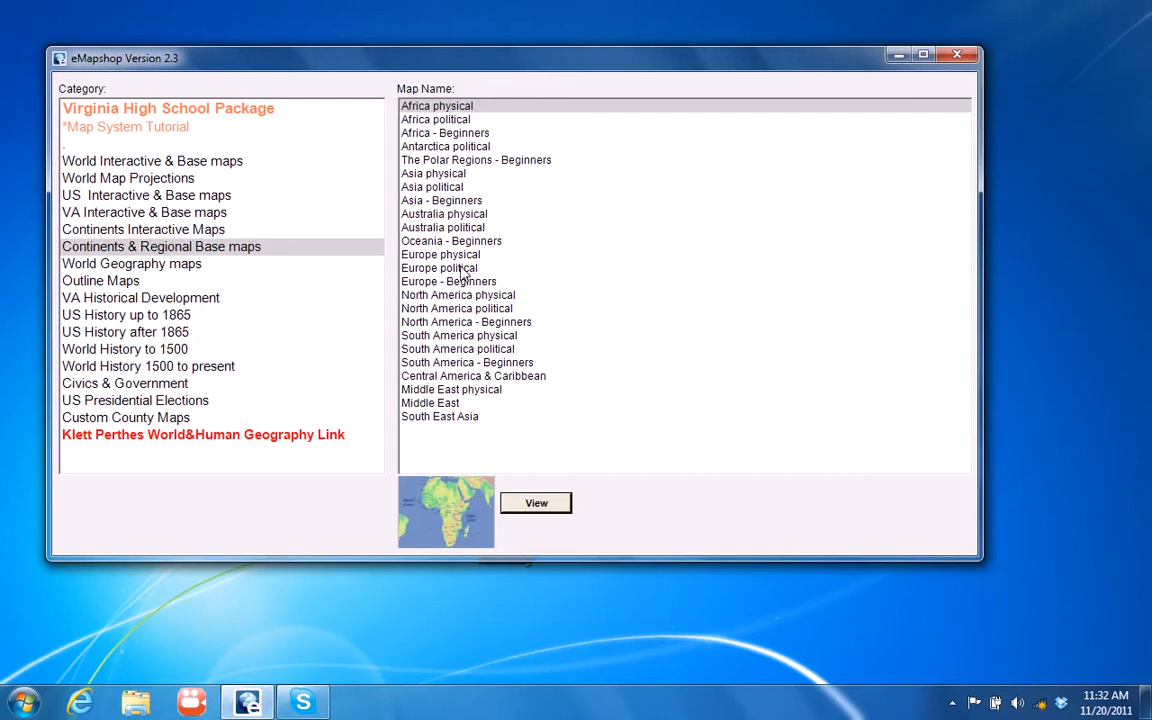 eMapshop Version 2.3
Category:
Virginia High School Package
*Map System Tutorial
.
World Interactive & Base maps
World Map Projections
US  Interactive & Base maps
VA Interactive & Base maps
Continents Interactive Maps
Continents & Regional Base maps
World Geography maps
Outline Maps
VA Historical Development
US History up to 1865
US History after 1865
World History to 1500
World History 1500 to present
Civics & Government
US Presidential Elections
Custom County Maps
Klett Perthes World&Human Geography Link
Map Name:
Africa physical
Africa political
Africa - Beginners
Antarctica political
The Polar Regions - Beginners
Asia physical
Asia political
Asia - Beginners
Australia physical
Australia political
Oceania - Beginners
Europe physical
Europe political
Europe - Beginners
North America physical
North America political
North America - Beginners
South America physical
South America political
South America - Beginners
Central America & Caribbean
Middle East physical
Middle East
South East Asia
View
11:32 AM
11/20/2011